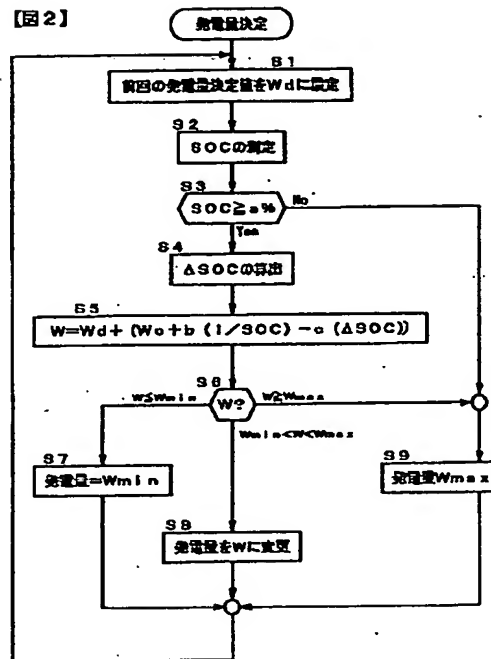 【図2】
発電量決定
S1
前回の発電量決定値をWdに設定
S2
SOCの測定
S3
SOC≧a%
No
Yes
S4
ΔSOCの算出
S5
W=Wd+(Wo+b(1/SOC)-c(ΔSOC))
S6
W≦Wmin
W?
W≧Wmax
Wmin<W<Wmax
S7
発電量=Wmin
S9
発電量Wmax
S8
発電量をWに変更